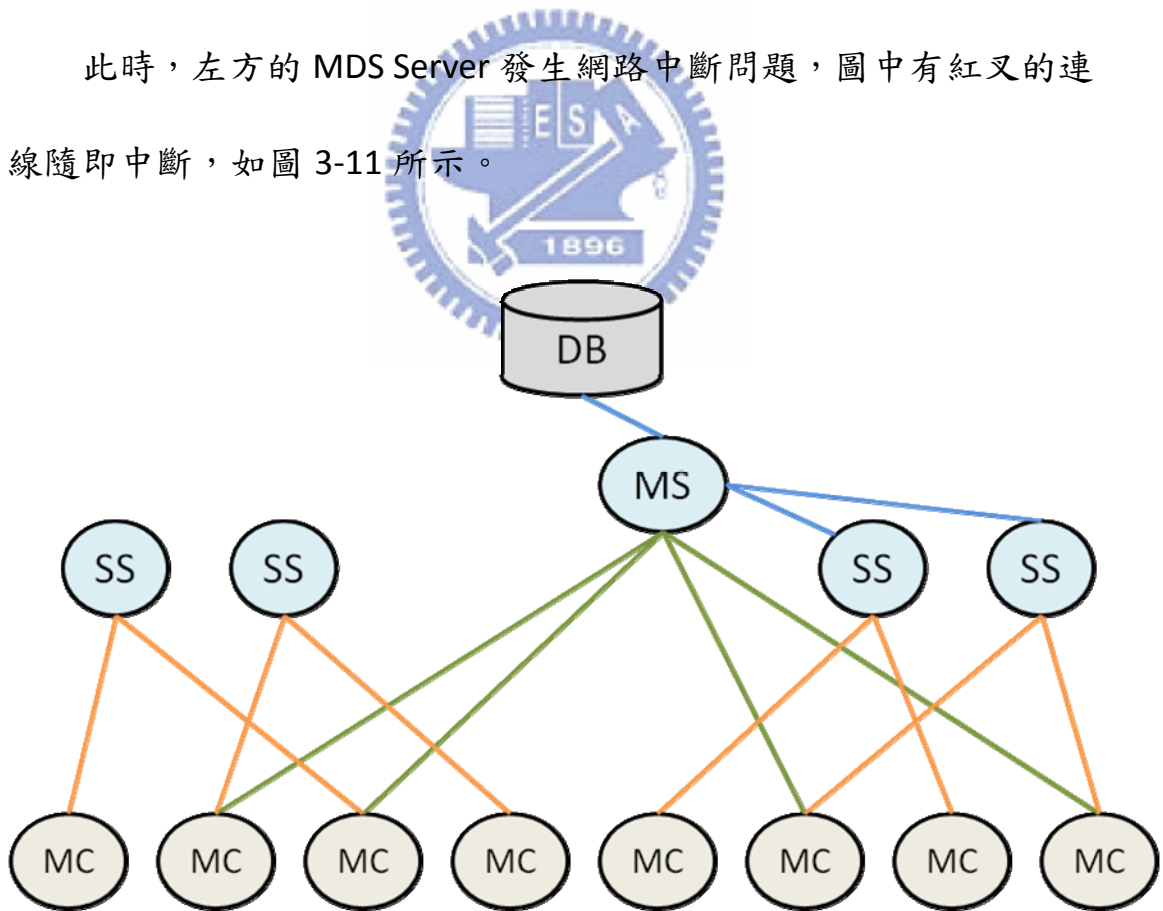 此時，左方的 MDS Server 發生網路中斷問題，圖中有紅叉的連
線隨即中斷，如圖 3-11 所示。
E S A
1896
DB
MS
SS SS SS SS
MC MC MC MC MC MC MC MC